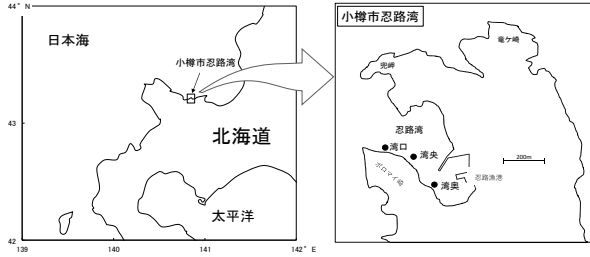 44°N
日本海
小樽市忍路湾
43
北海道
太平洋
42
139
140
141
142°E
小樽市忍路湾
竜ケ崎
兜岬
忍路湾
湾口
湾央
200m
ポロマイ崎
湾奥
忍路漁港